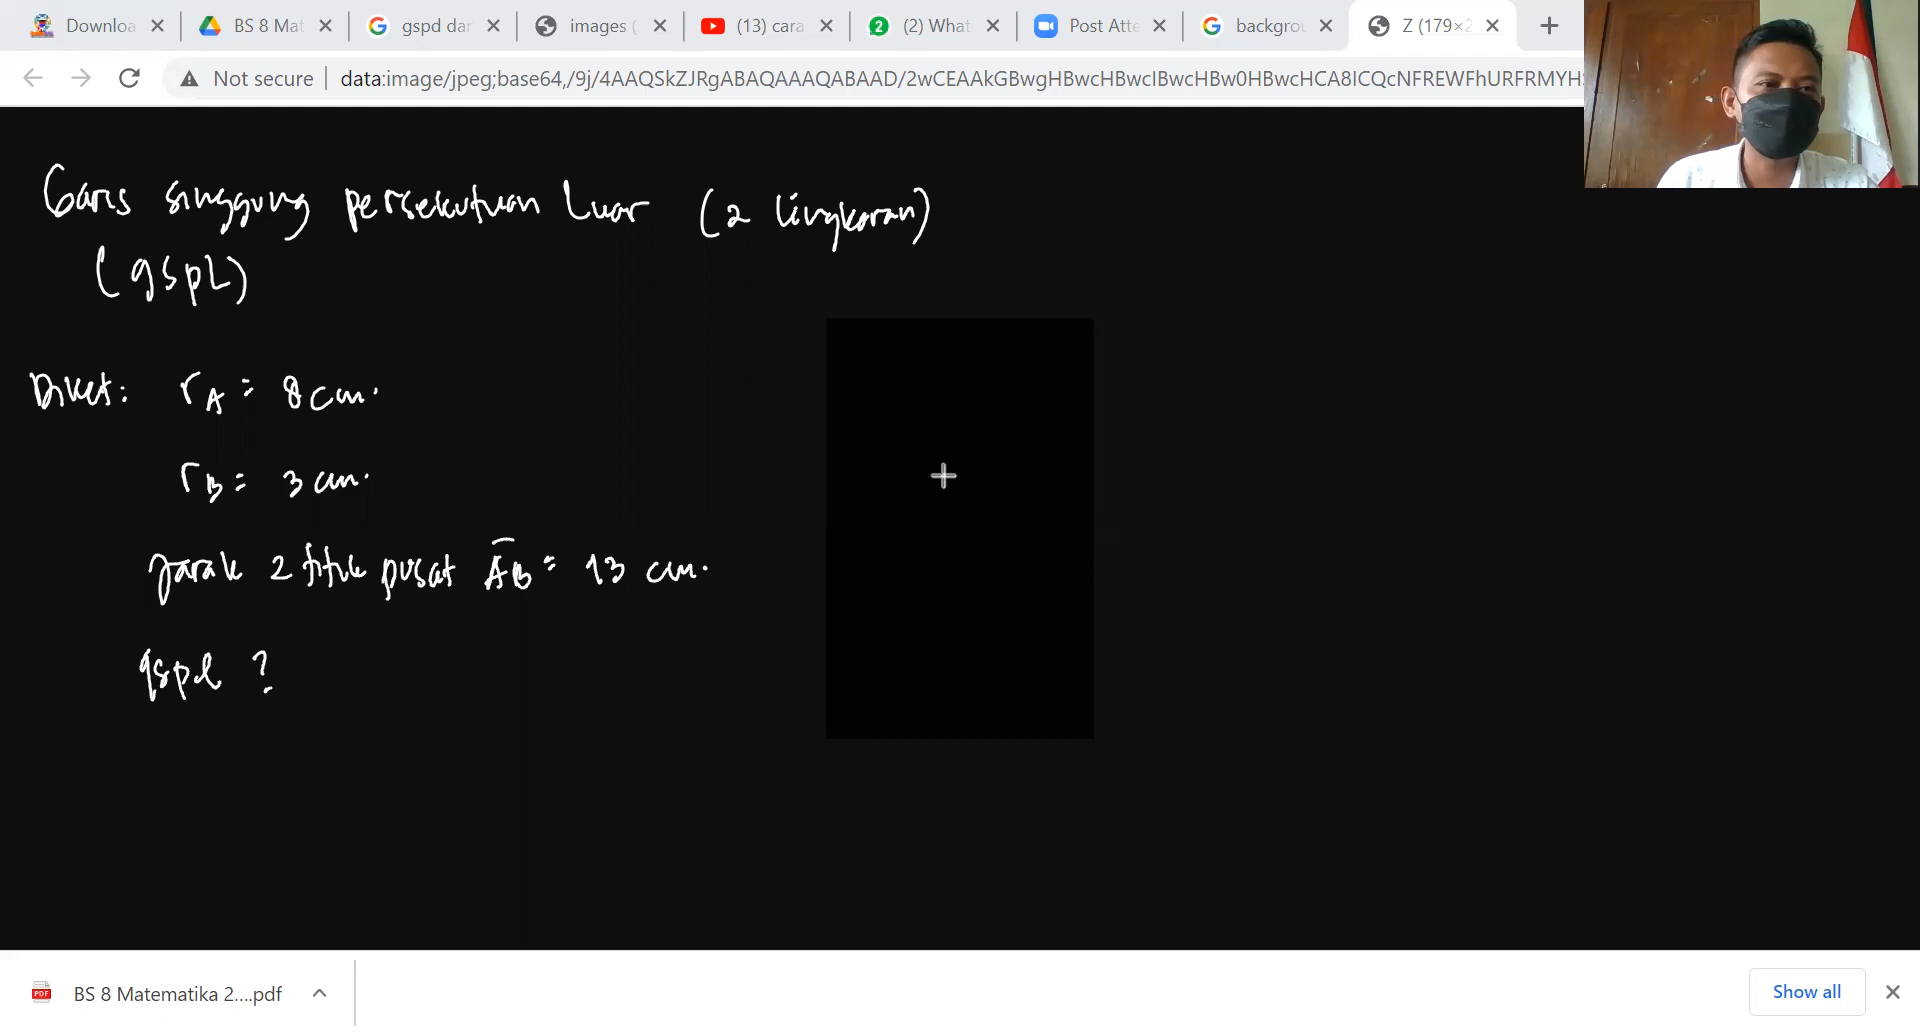 Downloa
BS 8 Mat
gspd dar
images (
(13) cara
(2) What
Post Atte
backgrou
Z (179×2
Not secure
data:image/jpeg;base64,/9j/4AAQSkZJRgABAQAAAQABAAD/2wCEAAkGBwgHBwcHBwcIBwcHBw0HBwcHCA8ICQcNFREWFhURFRMYH
Garis singgung persekutuan Luar (2 lingkaran)
(gspL)
Diket: rA = 8 cm.
rB = 3 cm.
Jarak 2 titik pusat AB = 13 cm.
gspl ?
PDF
BS 8 Matematika 2....pdf
Show all